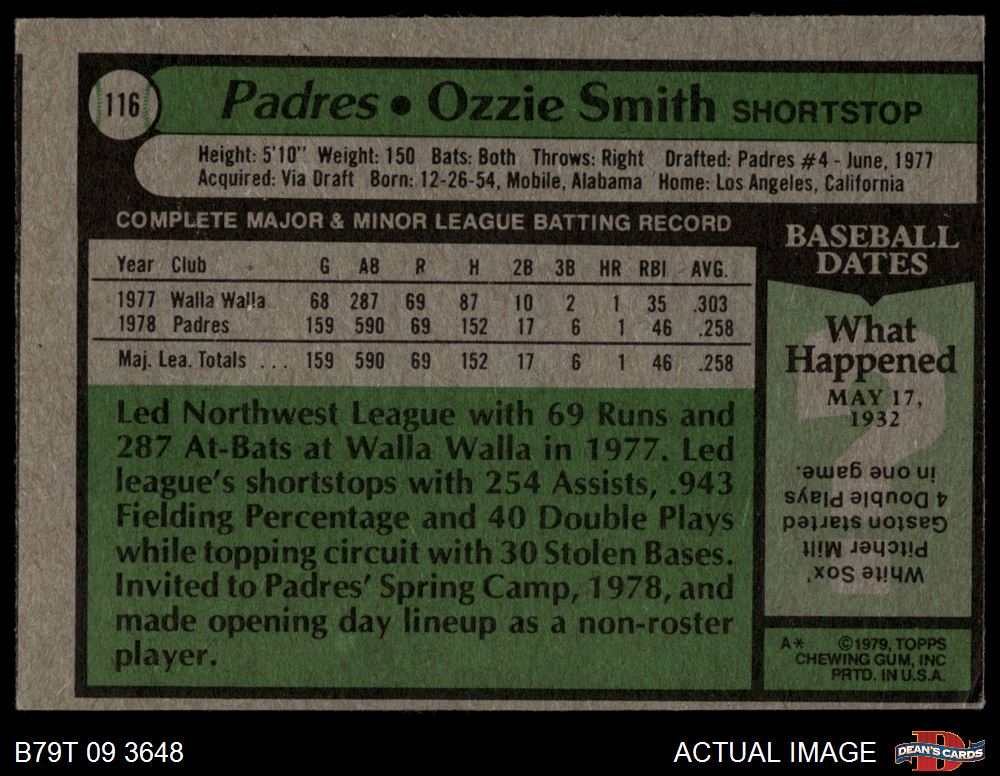 116
Padres • Ozzie Smith SHORTSTOP
Height: 5'10" Weight: 150 Bats: Both Throws: Right Drafted: Padres #4 - June, 1977
Acquired: Via Draft Born: 12-26-54, Mobile, Alabama Home: Los Angeles, California
COMPLETE MAJOR & MINOR LEAGUE BATTING RECORD
Year Club G AB R H 2B 3B HR RBI AVG.
1977 Walla Walla 68 287 69 87 10 2 1 35 .303
1978 Padres 159 590 69 152 17 6 1 46 .258
Maj. Lea. Totals . . . 159 590 69 152 17 6 1 46 .258
Led Northwest League with 69 Runs and
287 At-Bats at Walla Walla in 1977. Led
league's shortstops with 254 Assists, .943
Fielding Percentage and 40 Double Plays
while topping circuit with 30 Stolen Bases.
Invited to Padres' Spring Camp, 1978, and
made opening day lineup as a non-roster
player.
BASEBALL
DATES
What
Happened
MAY 17,
1932
?
White Sox'
Pitcher Milt
Gaston started
4 Double Plays
in one game.
A* ©1979, TOPPS
CHEWING GUM, INC
PRTD. IN U.S.A.
B79T 09 3648
ACTUAL IMAGE
D
DEAN'S CARDS